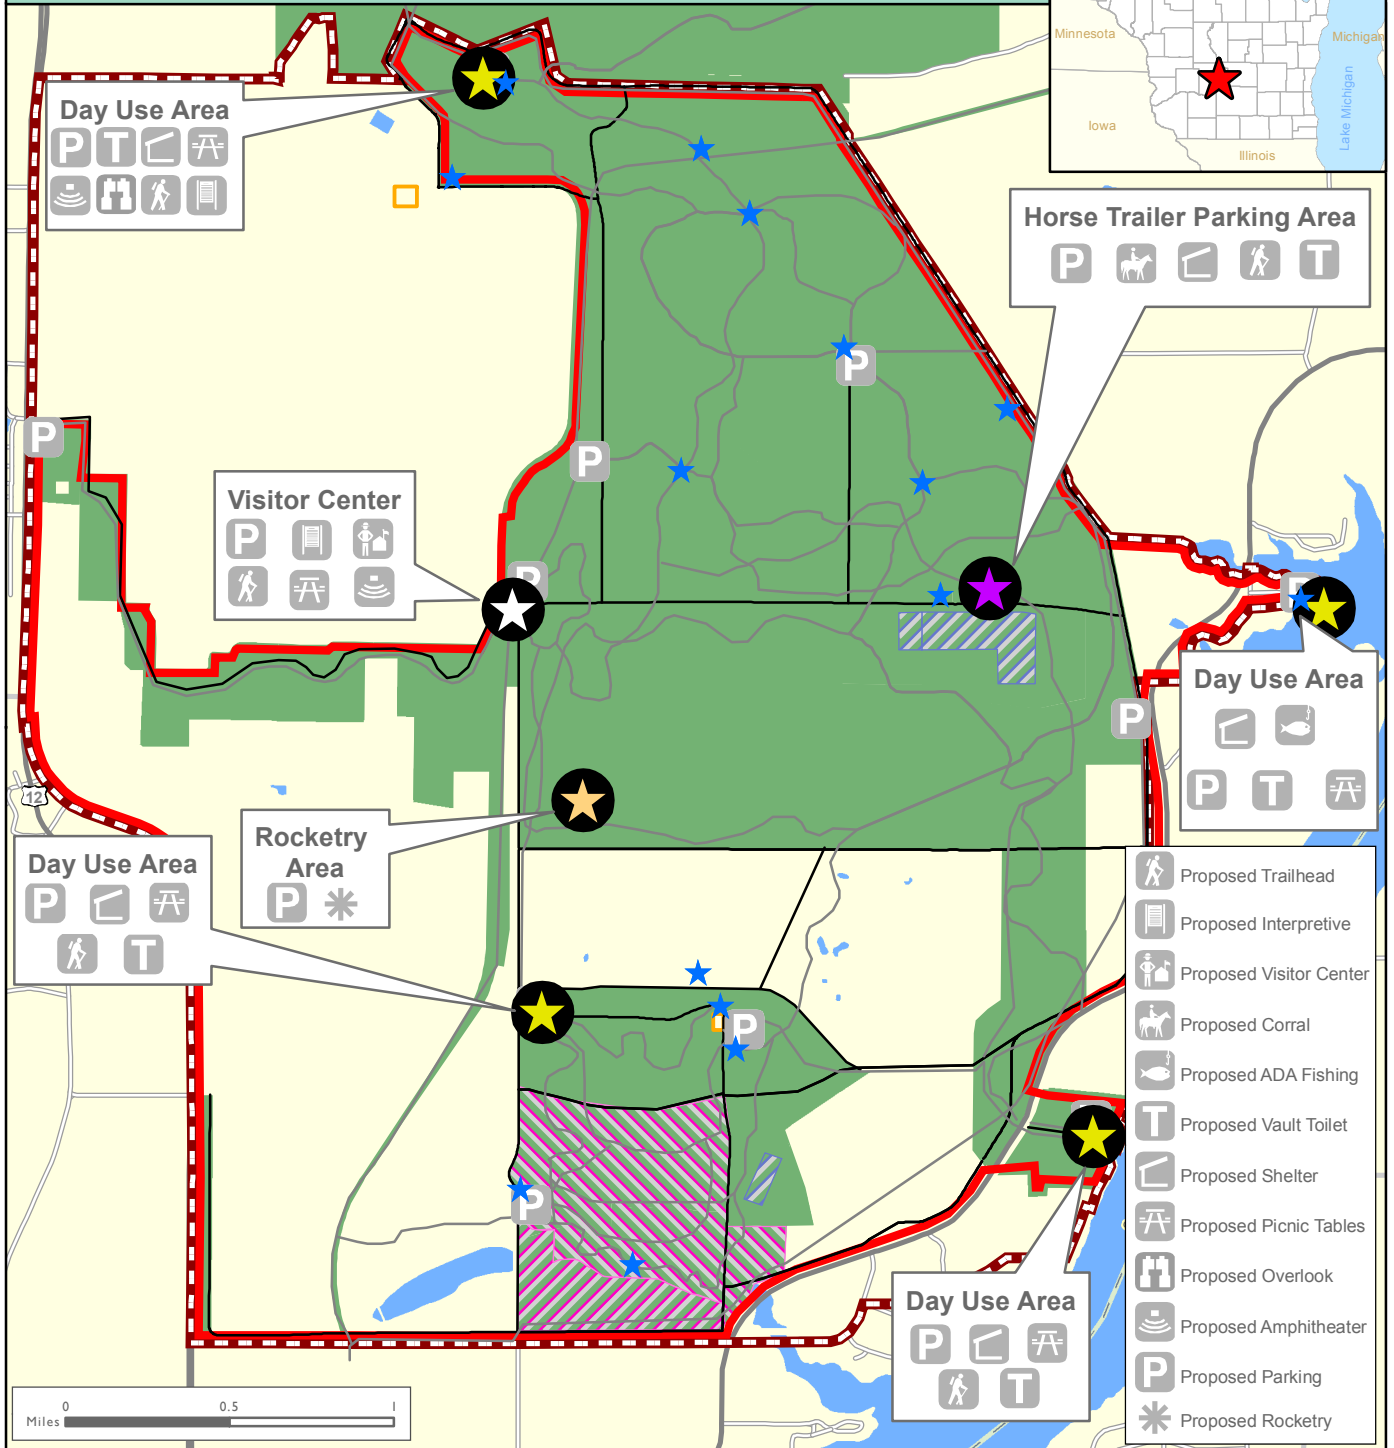 Minnesota
Michigan
Iowa
Lake Michigan
Illinois
Day Use Area
P T
Horse Trailer Parking Area
P T
P
P
P
Visitor Center
P
P
Day Use Area
P T
P
P
12
Rocketry
Area
P
Day Use Area
P
T
P
P
Day Use Area
P T
Proposed Trailhead
Proposed Interpretive
Proposed Visitor Center
Proposed Corral
Proposed ADA Fishing
T Proposed Vault Toilet
Proposed Shelter
Proposed Picnic Tables
Proposed Overlook
Proposed Amphitheater
P Proposed Parking
Proposed Rocketry
0 0.5 1
Miles